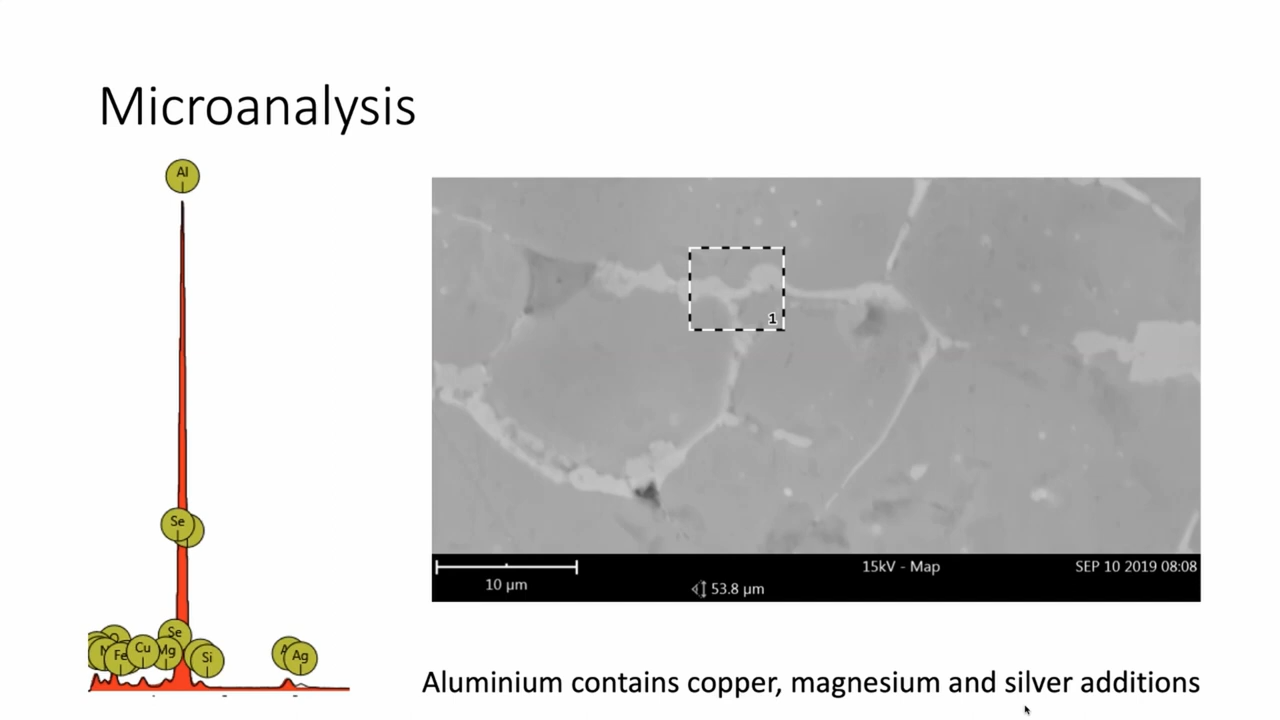 Microanalysis
Al
Se
Se
Fe
Cu
Mg
Si
Ag
1
10 µm
53.8 µm
15kV - Map
SEP 10 2019 08:08
Aluminium contains copper, magnesium and silver additions